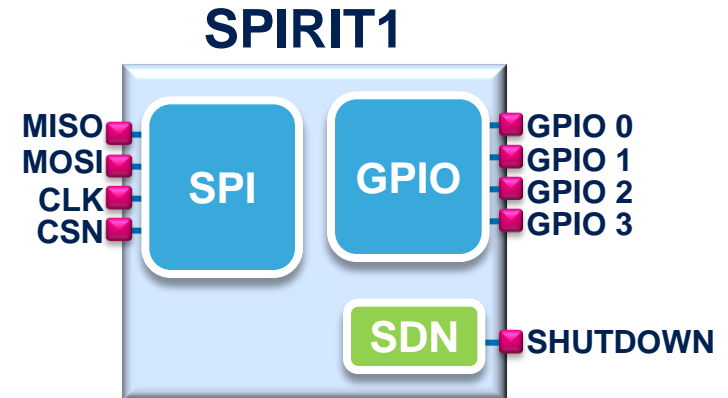 SPIRIT1
MISO
MOSI
CLK
CSN
SPI
GPIO
GPIO 0
GPIO 1
GPIO 2
GPIO 3
SDN
SHUTDOWN